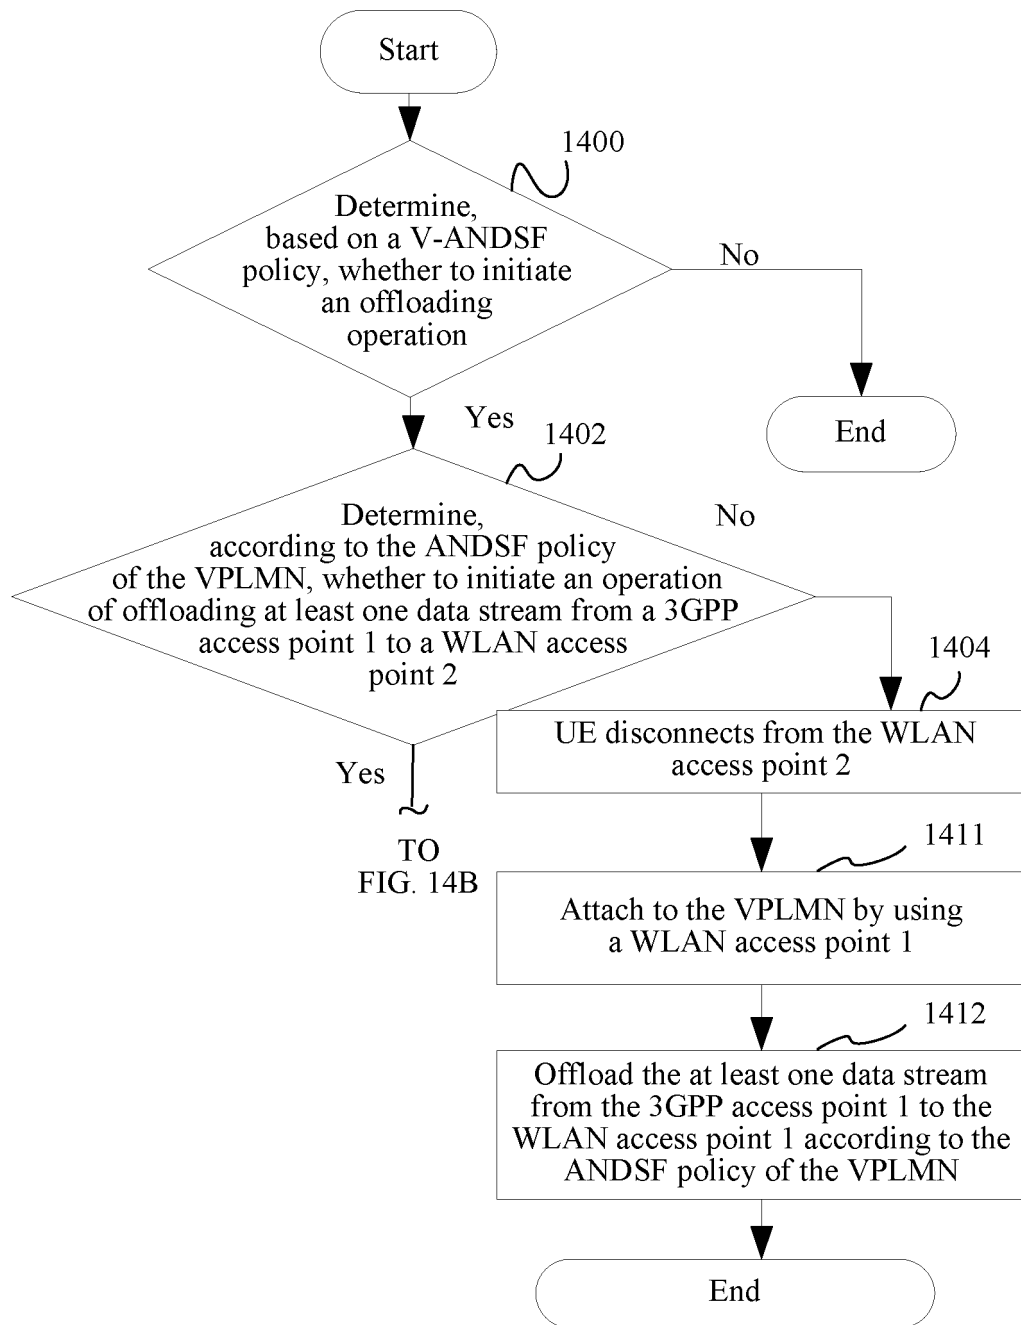 Start
1400
Determine,
based on a V-ANDSF
policy, whether to initiate
an offloading
operation
No
End
Yes
1402
Determine,
according to the ANDSF policy
of the VPLMN, whether to initiate an operation
of offloading at least one data stream from a 3GPP
access point 1 to a WLAN access
point 2
No
1404
UE disconnects from the WLAN
access point 2
Yes
TO
FIG. 14B
1411
Attach to the VPLMN by using
a WLAN access point 1
1412
Offload the at least one data stream
from the 3GPP access point 1 to the
WLAN access point 1 according to the
ANDSF policy of the VPLMN
End